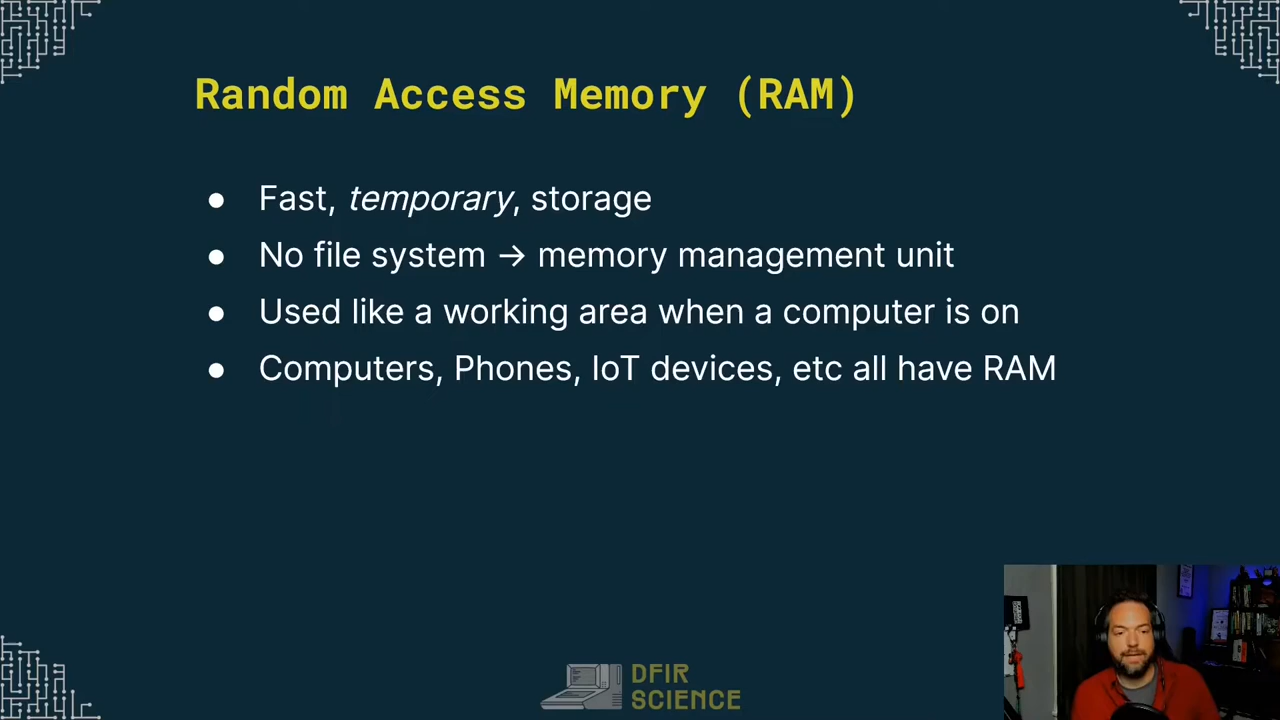 Random Access Memory (RAM)
● Fast, temporary, storage
● No file system → memory management unit
● Used like a working area when a computer is on
● Computers, Phones, IoT devices, etc all have RAM
DFIR
SCIENCE